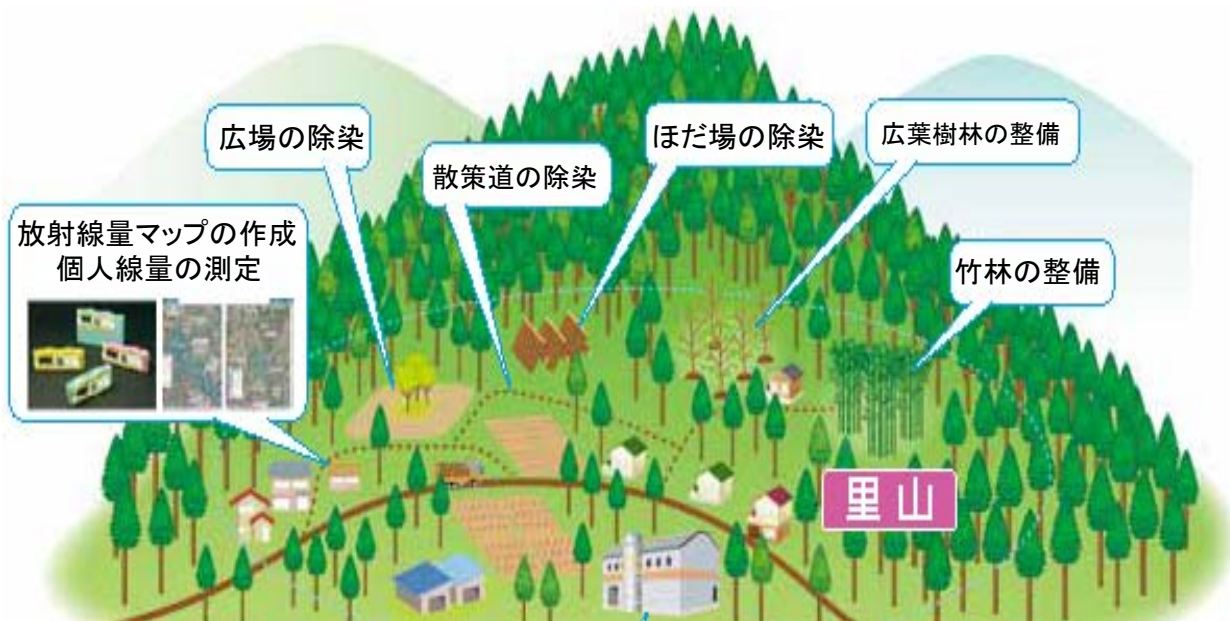 広場の除染
散策道の除染
ほだ場の除染
広葉樹林の整備
放射線量マップの作成
個人線量の測定
竹林の整備
里山